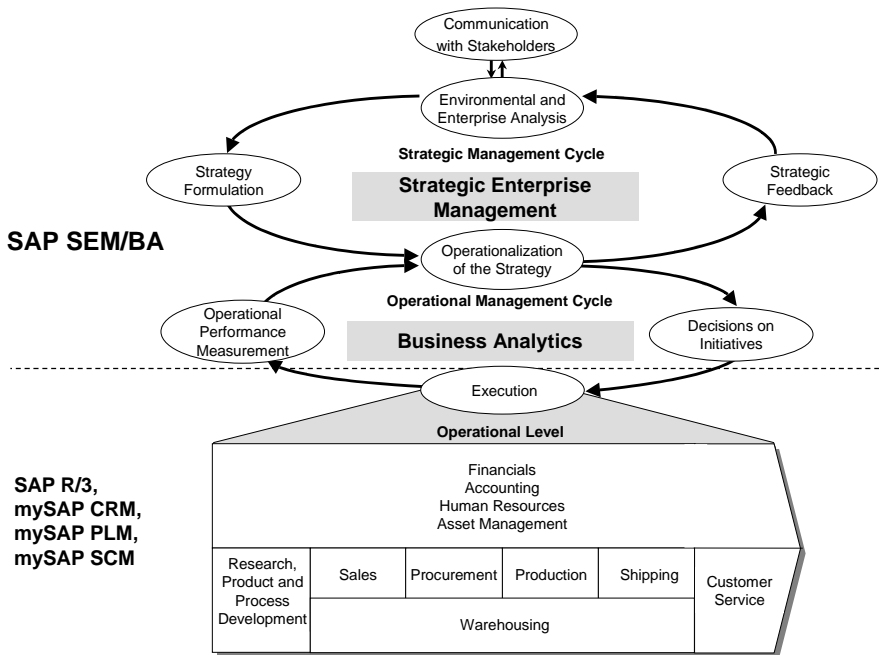 Communication
with Stakeholders
Environmental and
Enterprise Analysis
Strategic Management Cycle
Strategy
Formulation
Strategic Enterprise
Management
Strategic
Feedback
SAP SEM/BA
Operationalization
of the Strategy
Operational Management Cycle
Operational
Performance
Measurement
Business Analytics
Decisions on
Initiatives
Execution
Operational Level
SAP R/3,
mySAP CRM,
mySAP PLM,
mySAP SCM
Financials
Accounting
Human Resources
Asset Management
Research,
Product and
Process
Development
Sales
Procurement
Production
Shipping
Customer
Service
Warehousing